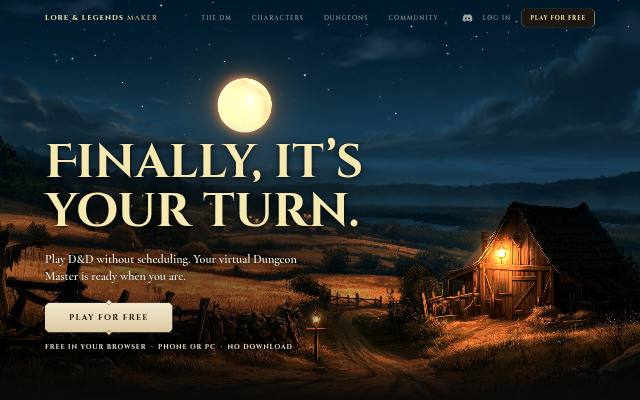 LORE & LEGENDS MAKER
THE DM
CHARACTERS
DUNGEONS
COMMUNITY
LOG IN
PLAY FOR FREE
FINALLY, IT'S
YOUR TURN.
Play D&D without scheduling. Your virtual Dungeon
Master is ready when you are.
PLAY FOR FREE
FREE IN YOUR BROWSER · PHONE OR PC · NO DOWNLOAD